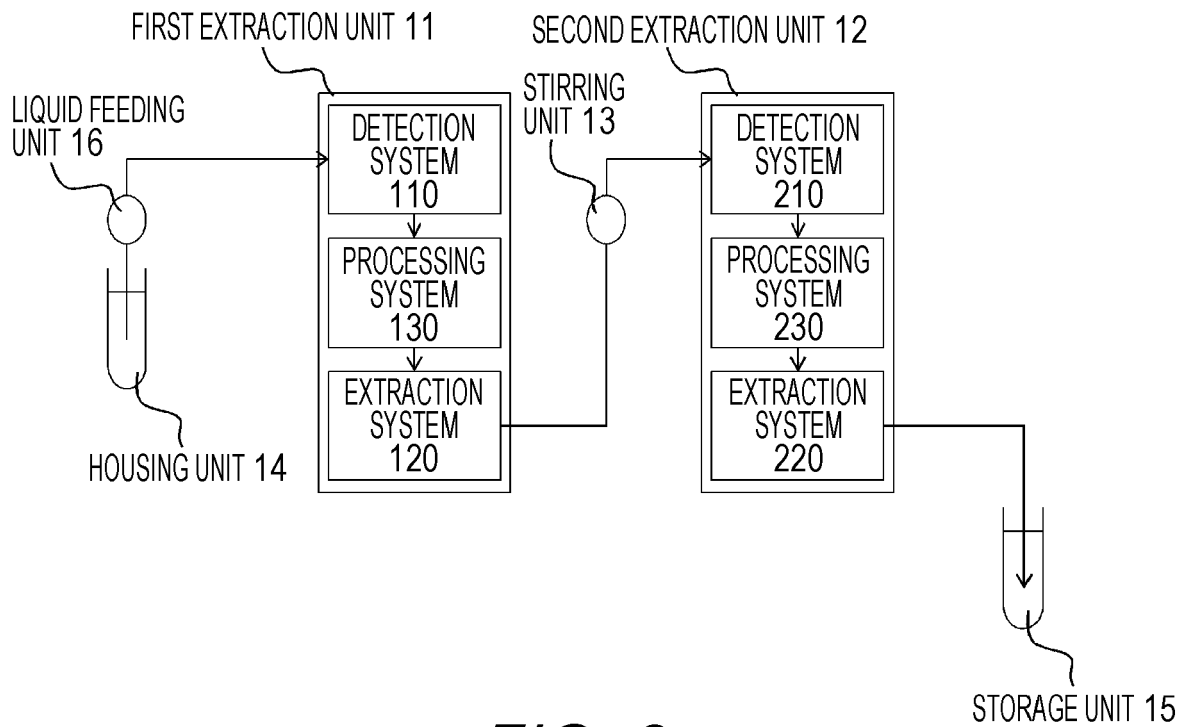 FIRST EXTRACTION UNIT 11
SECOND EXTRACTION UNIT 12
LIQUID FEEDING
UNIT 16
STIRRING
UNIT 13
DETECTION
SYSTEM
110
PROCESSING
SYSTEM
130
EXTRACTION
SYSTEM
120
DETECTION
SYSTEM
210
PROCESSING
SYSTEM
230
EXTRACTION
SYSTEM
220
HOUSING UNIT 14
STORAGE UNIT 15